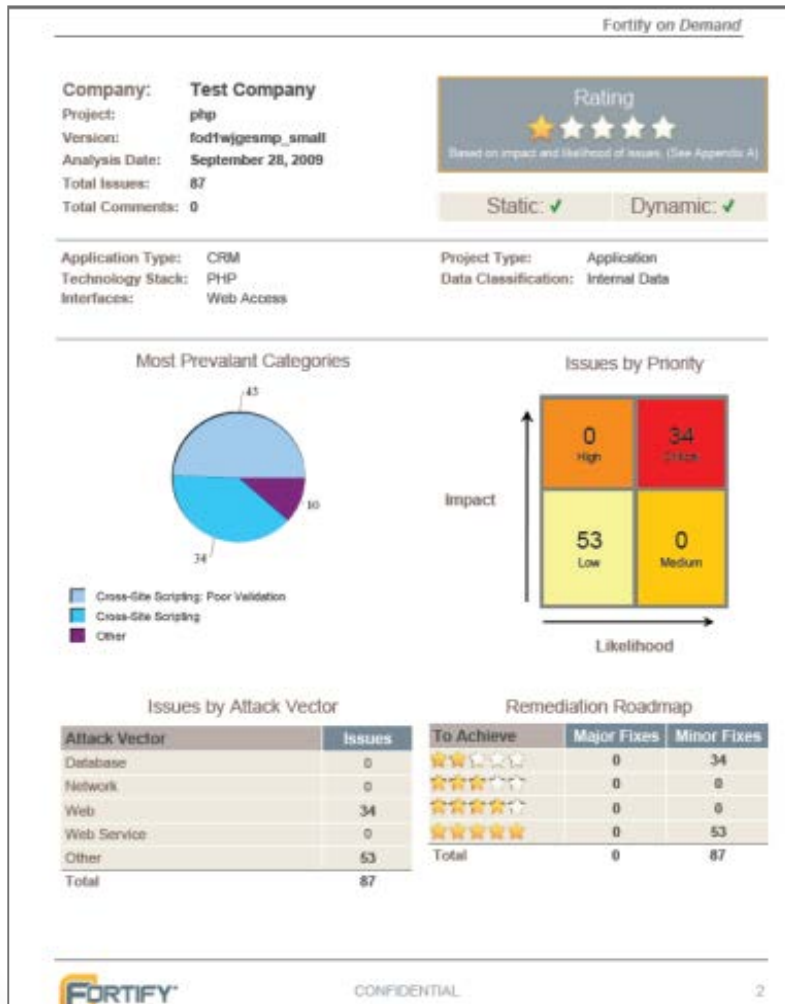 Fortify on Demand
Company: Test Company
Project: php
Version: fod1wjgesmp_small
Analysis Date: September 28, 2009
Total Issues: 87
Total Comments: 0
Rating
Based on impact and likelihood of issues. (See Appendix A)
Static: Dynamic:
Application Type: CRM
Technology Stack: PHP
Interfaces: Web Access
Project Type: Application
Data Classification: Internal Data
Most Prevalant Categories
43
10
34
Cross-Site Scripting: Poor Validation
Cross-Site Scripting
Other
Issues by Priority
Impact
0
High
34
Critical
53
Low
0
Medium
Likelihood
Issues by Attack Vector
Attack Vector Issues
Database 0
Network 0
Web 34
Web Service 0
Other 53
Total 87
Remediation Roadmap
To Achieve Major Fixes Minor Fixes
0 34
0 0
0 0
0 53
Total 0 87
FORTIFY
CONFIDENTIAL
2